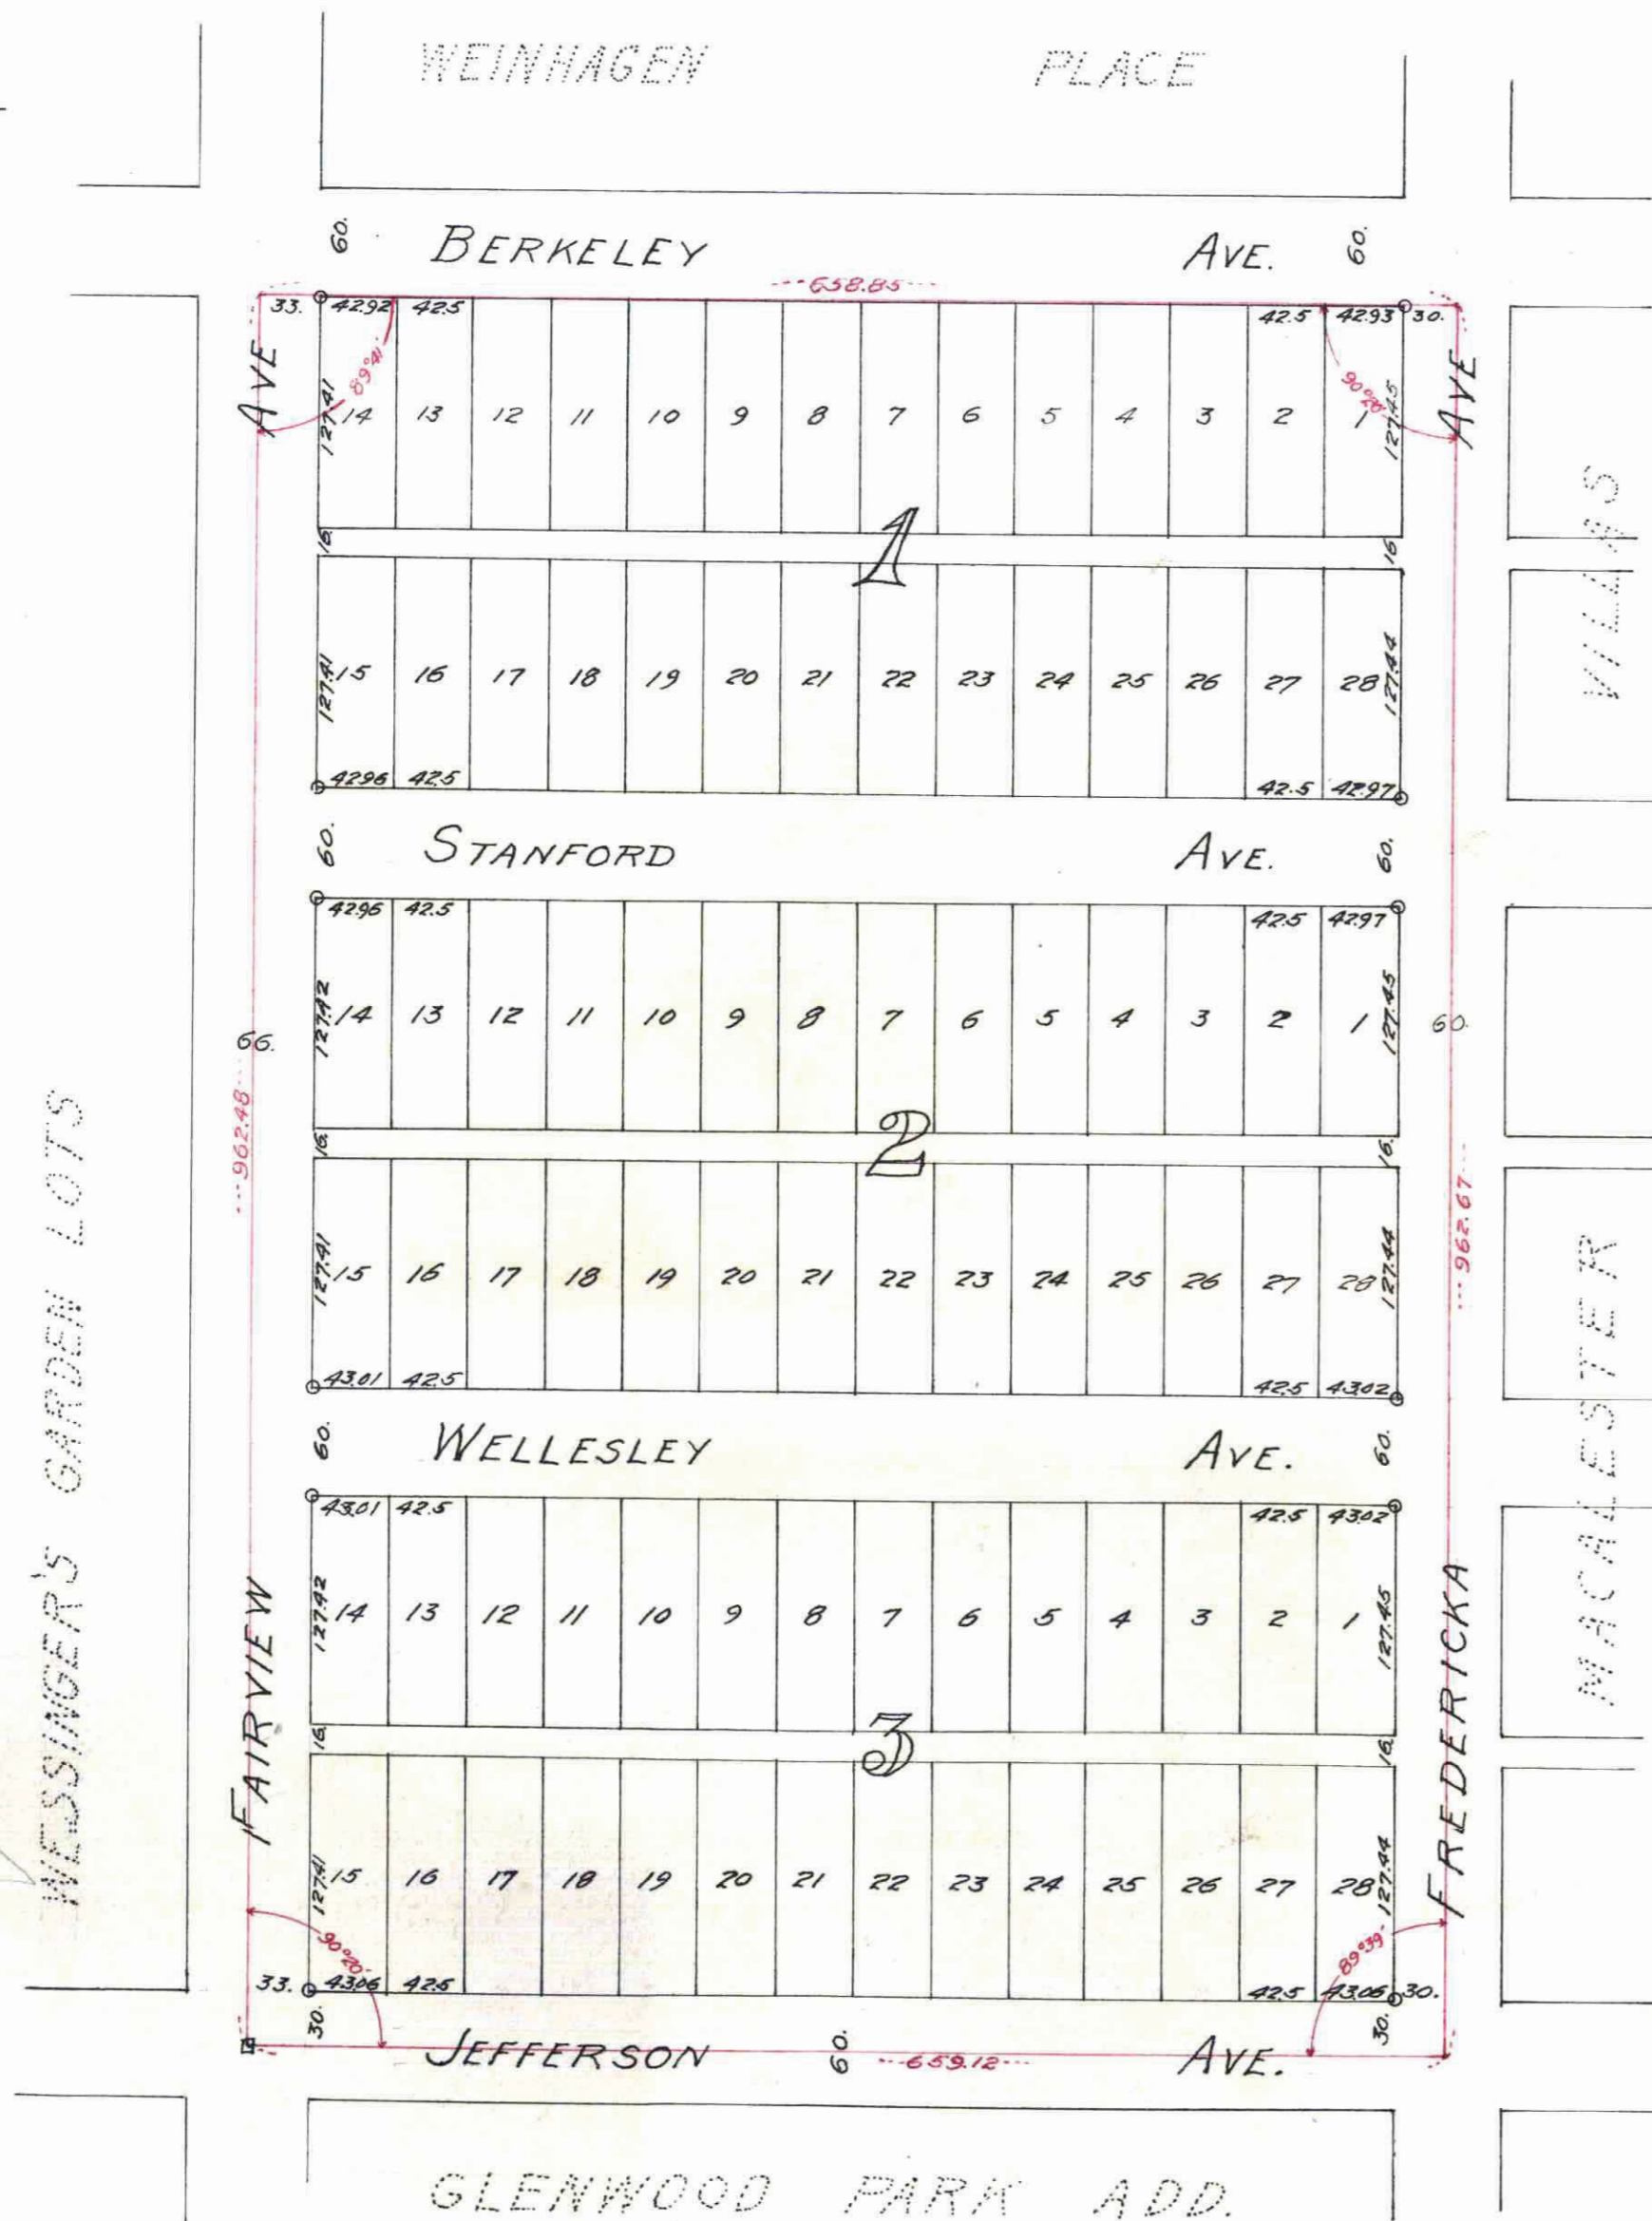 WEINHAGEN PLACE
60. BERKELEY AVE. 60.
---658.85---
33. 42.92 42.5 42.5 42.93 30.
89°41' 90°20'
AVE AVE
127.41 14 13 12 11 10 9 8 7 6 5 4 3 2 1 127.45
16. 1 16
127.41 15 16 17 18 19 20 21 22 23 24 25 26 27 28 127.44
42.96 42.5 42.5 42.97
60. STANFORD AVE. 60.
42.96 42.5 42.5 42.97
127.42 14 13 12 11 10 9 8 7 6 5 4 3 2 1 127.45
66. 60.
---962.48---
16. 2 16.
---962.67---
127.41 15 16 17 18 19 20 21 22 23 24 25 26 27 28 127.44
43.01 42.5 42.5 43.02
60. WELLESLEY AVE. 60.
43.01 42.5 42.5 43.02
127.42 14 13 12 11 10 9 8 7 6 5 4 3 2 1 127.45
FAIRVIEW FREDERICKA
16. 3 16.
127.41 15 16 17 18 19 20 21 22 23 24 25 26 27 28 127.44
90°20' 89°39'
33. 43.06 42.5 42.5 43.06 30.
30. 30.
JEFFERSON 60. ---659.12--- AVE.
GLENWOOD PARK ADD.
WESSINGER'S GARDEN LOTS
MACALESTER VILLAS